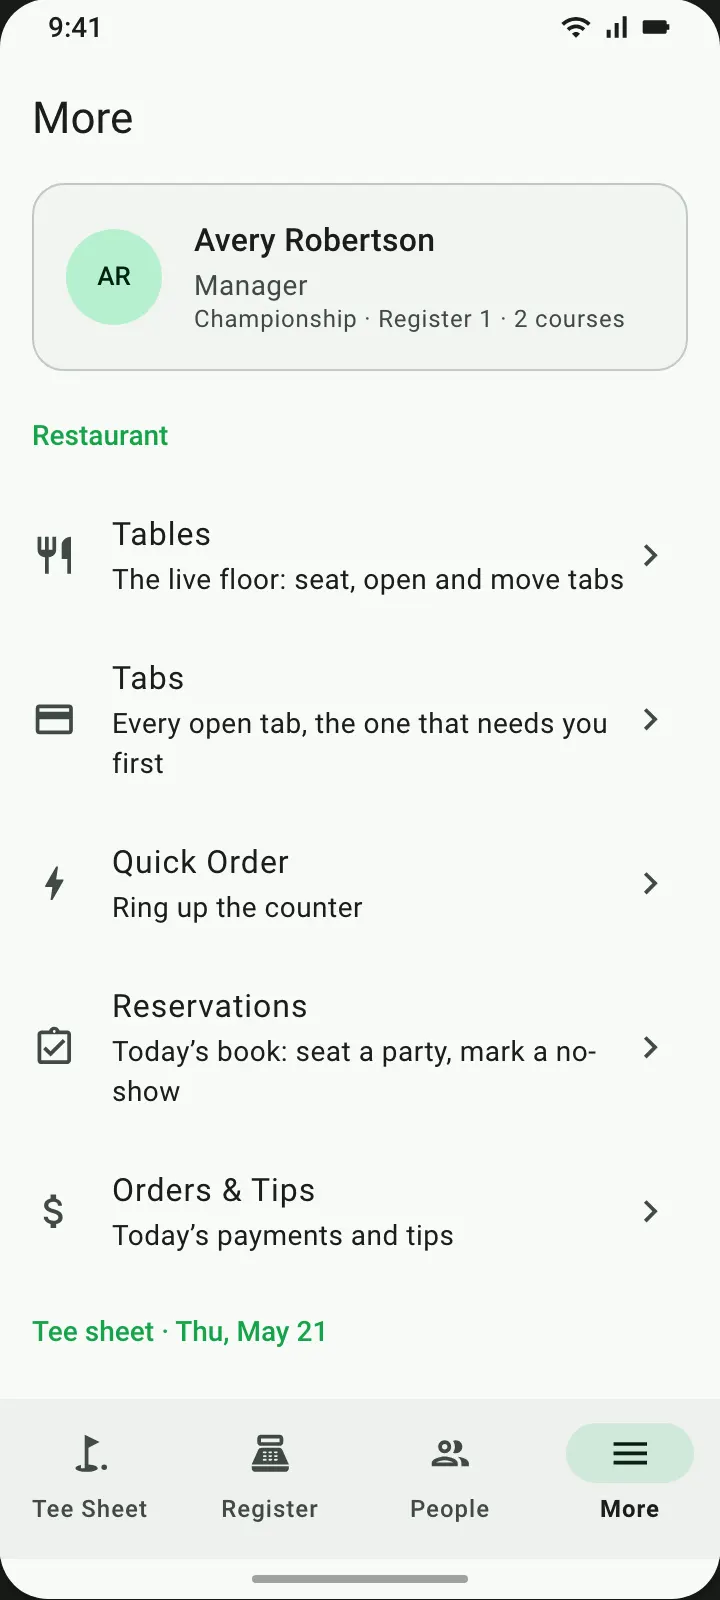 9:41
More
AR
Avery Robertson
Manager
Championship · Register 1 · 2 courses
Restaurant
Tables
The live floor: seat, open and move tabs
Tabs
Every open tab, the one that needs you
first
Quick Order
Ring up the counter
Reservations
Today’s book: seat a party, mark a no-
show
$
Orders & Tips
Today’s payments and tips
Tee sheet · Thu, May 21
Tee Sheet
Register
People
More